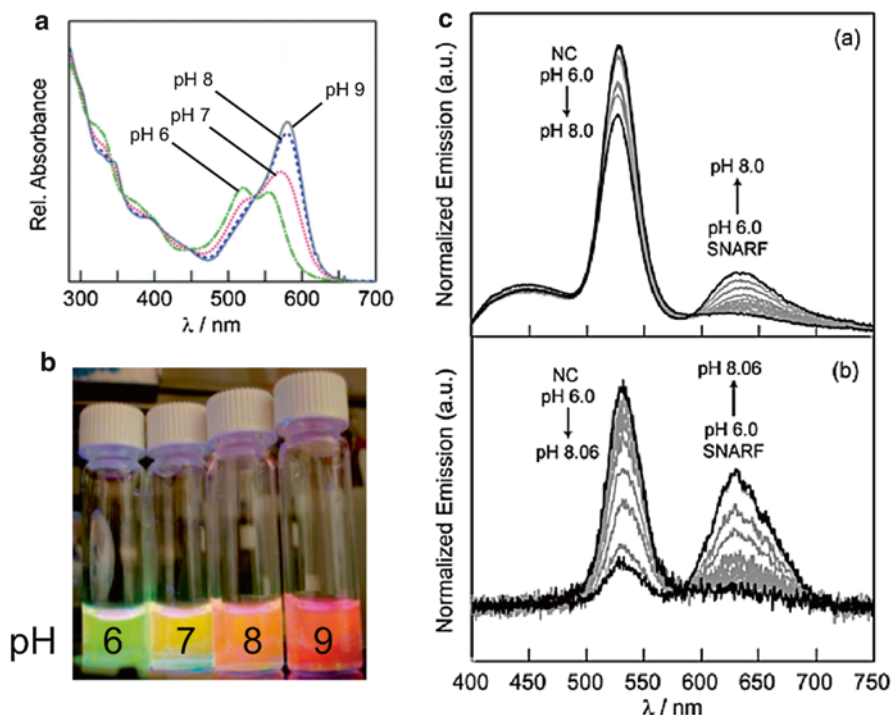 a
Rel. Absorbance
pH 8
pH 9
pH 7
pH 6
300 400 500 600 700
λ / nm
b
pH 6 7 8 9
c
(a)
Normalized Emission (a.u.)
NC
pH 6.0
pH 8.0
pH 8.0
pH 6.0
SNARF
(b)
Normalized Emission (a.u.)
NC
pH 6.0
pH 8.06
pH 8.06
pH 6.0
SNARF
400 450 500 550 600 650 700 750
λ / nm